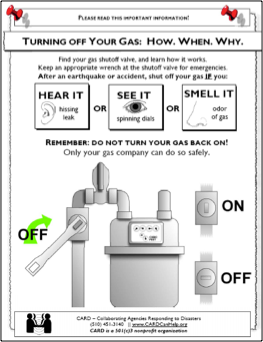 PLEASE READ THIS IMPORTANT INFORMATION!
TURNING OFF YOUR GAS: HOW. WHEN. WHY.
Find your gas shutoff valve, and learn how it works.
Keep an appropriate wrench at the shutoff valve for emergencies.
After an earthquake or accident, shut off your gas IF you:
HEAR IT
hissing
leak
OR
SEE IT
spinning dials
OR
SMELL IT
odor
of gas
REMEMBER: DO NOT TURN YOUR GAS BACK ON!
Only your gas company can do so safely.
OFF
ON
OFF
CARD – Collaborating Agencies Responding to Disasters
(510) 451-3140 || www.CARDCanHelp.org
CARD is a 501(c)3 nonprofit organization